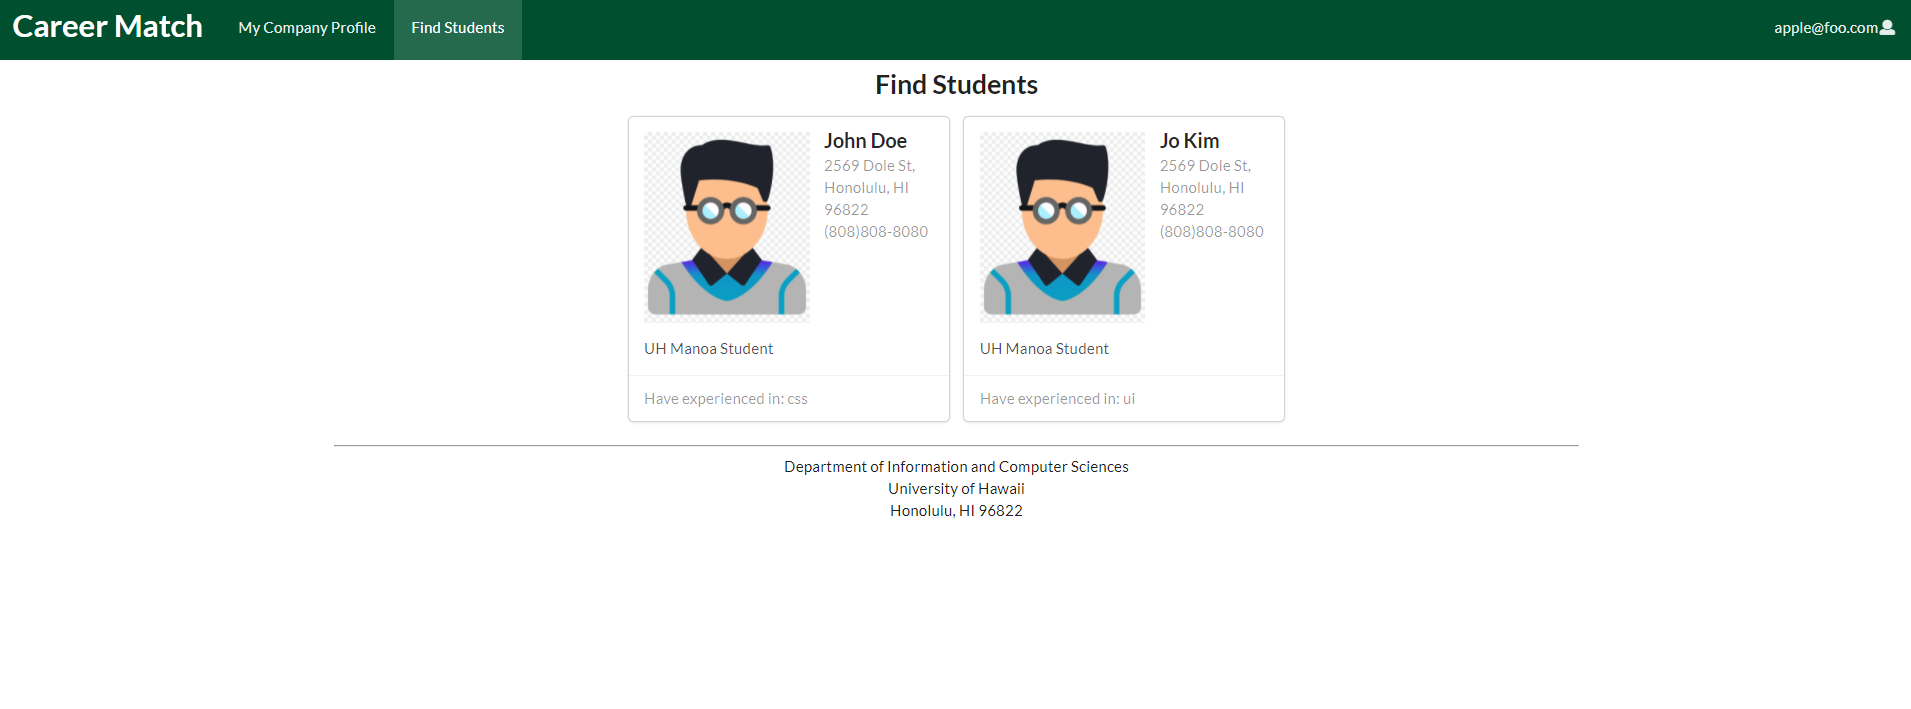 Career Match
My Company Profile
Find Students
apple@foo.com
Find Students
John Doe
2569 Dole St,
Honolulu, HI
96822
(808)808-8080
UH Manoa Student
Have experienced in: css
Jo Kim
2569 Dole St,
Honolulu, HI
96822
(808)808-8080
UH Manoa Student
Have experienced in: ui
Department of Information and Computer Sciences
University of Hawaii
Honolulu, HI 96822